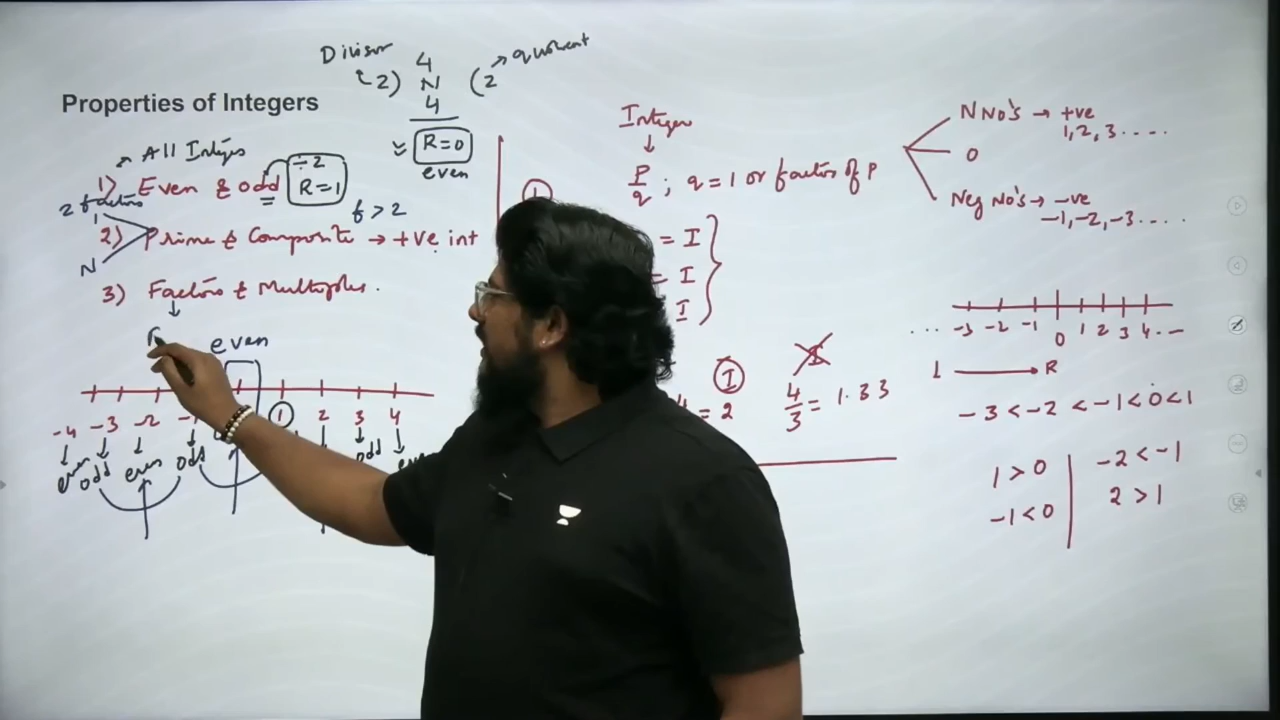 Divisor
4
2) N (2 → quotient
4
Properties of Integers
R=0
even
All Integers
÷2
1) Even & odd
R=1
2 factors
f > 2
1
2) Prime & Composite → +ve int
N
3) Factors & Multiples.
even
-4 -3 -2 -1 1 2 3 4
even odd even odd odd even
Integer
↓
P/q ; q = 1 or factor of P
= I
= I
I
I
= 2
I
4/3 = 1.33
N No's → +ve
1, 2, 3 ....
0
Neg No's → -ve
-1, -2, -3 ....
... -3 -2 -1 0 1 2 3 4 ...
L → R
-3 < -2 < -1 < 0 < 1
1 > 0
-2 < -1
-1 < 0
2 > 1